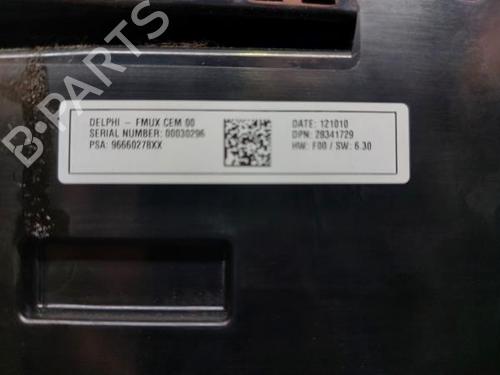 B-PARTS
DELPHI - FMUX CEM 00
SERIAL NUMBER: 00030296
PSA: 96660278XX
DATE: 121010
DPN: 28341729
HW: F00 / SW: 6.30